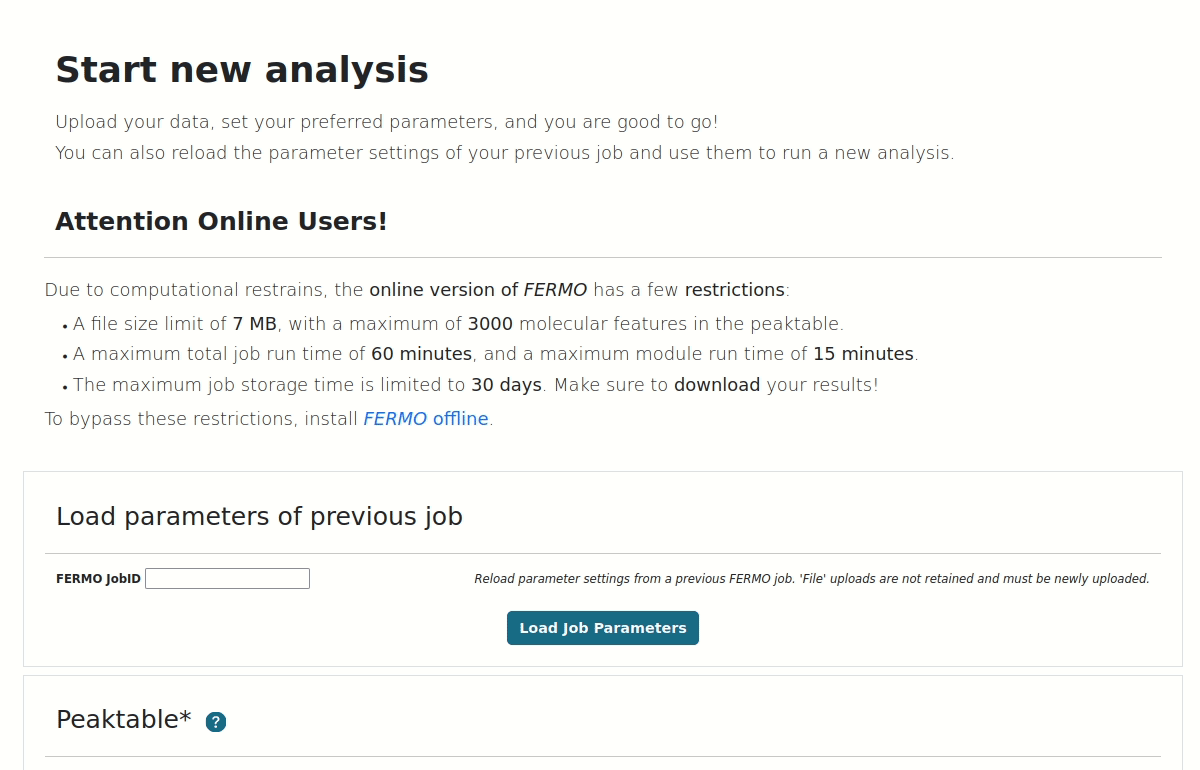 Start new analysis
Upload your data, set your preferred parameters, and you are good to go!
You can also reload the parameter settings of your previous job and use them to run a new analysis.
Attention Online Users!
Due to computational restrains, the online version of FERMO has a few restrictions:
• A file size limit of 7 MB, with a maximum of 3000 molecular features in the peaktable.
• A maximum total job run time of 60 minutes, and a maximum module run time of 15 minutes.
• The maximum job storage time is limited to 30 days. Make sure to download your results!
To bypass these restrictions, install FERMO offline.
Load parameters of previous job
FERMO JobID Reload parameter settings from a previous FERMO job. 'File' uploads are not retained and must be newly uploaded.
Load Job Parameters
Peaktable* ?